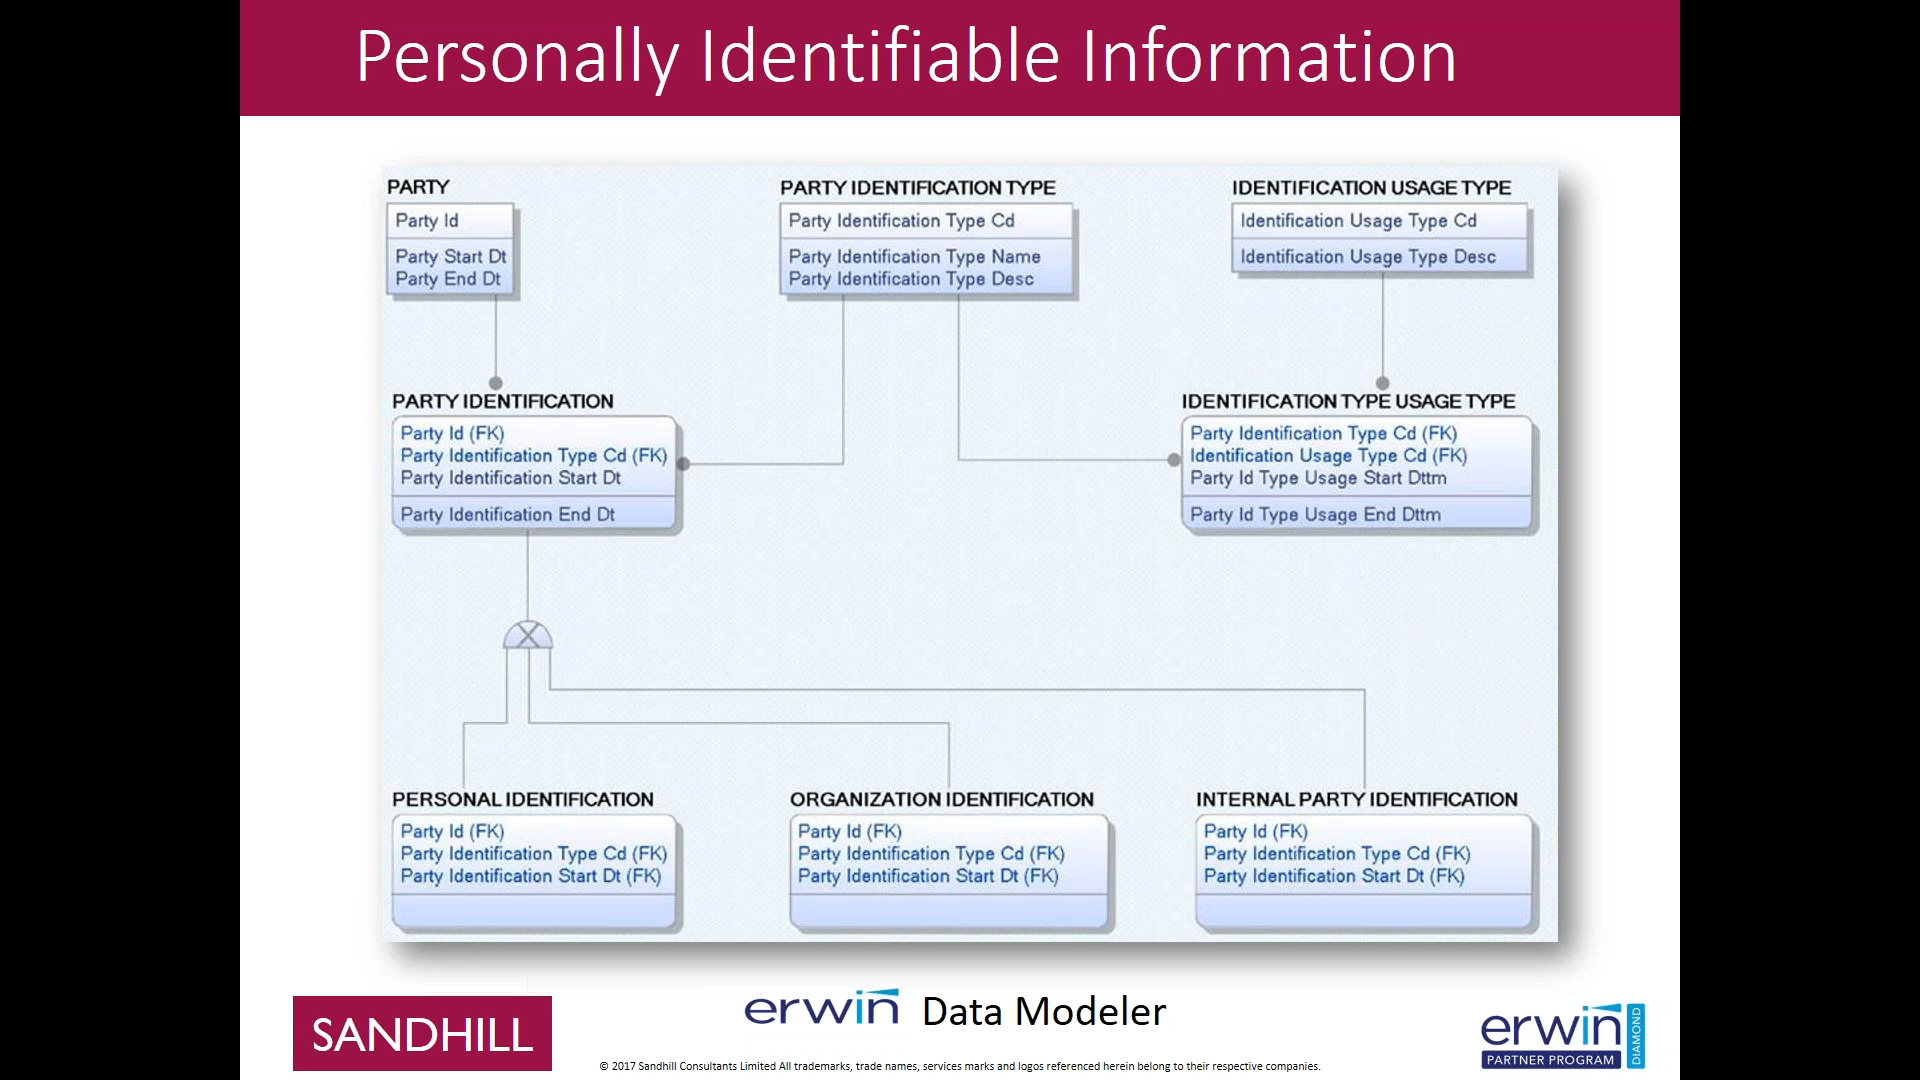 Personally Identifiable Information
PARTY
Party Id
Party Start Dt
Party End Dt
PARTY IDENTIFICATION TYPE
Party Identification Type Cd
Party Identification Type Name
Party Identification Type Desc
IDENTIFICATION USAGE TYPE
Identification Usage Type Cd
Identification Usage Type Desc
PARTY IDENTIFICATION
Party Id (FK)
Party Identification Type Cd (FK)
Party Identification Start Dt
Party Identification End Dt
IDENTIFICATION TYPE USAGE TYPE
Party Identification Type Cd (FK)
Identification Usage Type Cd (FK)
Party Id Type Usage Start Dttm
Party Id Type Usage End Dttm
PERSONAL IDENTIFICATION
Party Id (FK)
Party Identification Type Cd (FK)
Party Identification Start Dt (FK)
ORGANIZATION IDENTIFICATION
Party Id (FK)
Party Identification Type Cd (FK)
Party Identification Start Dt (FK)
INTERNAL PARTY IDENTIFICATION
Party Id (FK)
Party Identification Type Cd (FK)
Party Identification Start Dt (FK)
SANDHILL
erwin Data Modeler
© 2017 Sandhill Consultants Limited All trademarks, trade names, services marks and logos referenced herein belong to their respective companies.
erwin
PARTNER PROGRAM
DIAMOND